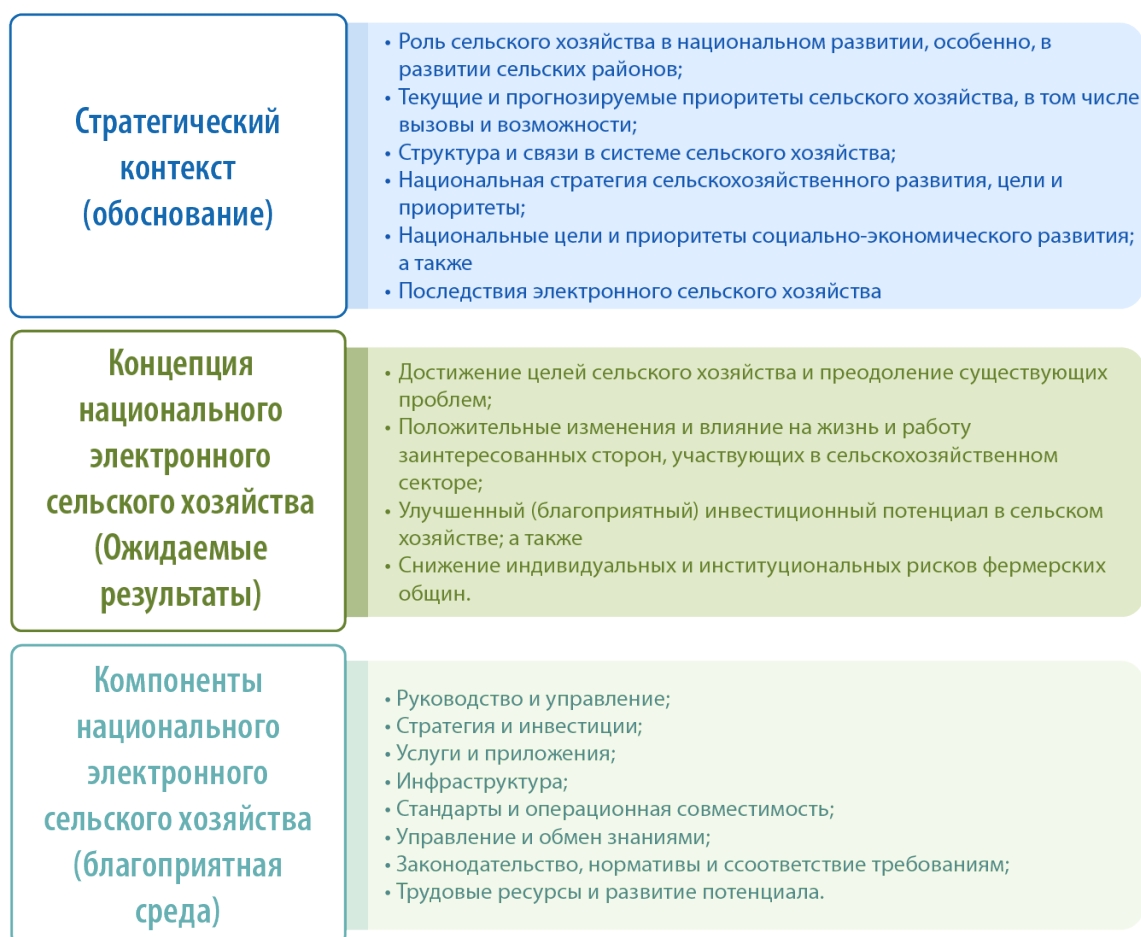 Стратегический
контекст
(обоснование)
• Роль сельского хозяйства в национальном развитии, особенно, в
развитии сельских районов;
• Текущие и прогнозируемые приоритеты сельского хозяйства, в том числе
вызовы и возможности;
• Структура и связи в системе сельского хозяйства;
• Национальная стратегия сельскохозяйственного развития, цели и
приоритеты;
• Национальные цели и приоритеты социально-экономического развития;
а также
• Последствия электронного сельского хозяйства
Концепция
национального
электронного
сельского хозяйства
(Ожидаемые
результаты)
• Достижение целей сельского хозяйства и преодоление существующих
проблем;
• Положительные изменения и влияние на жизнь и работу
заинтересованных сторон, участвующих в сельскохозяйственном
секторе;
• Улучшенный (благоприятный) инвестиционный потенциал в сельском
хозяйстве; а также
• Снижение индивидуальных и институциональных рисков фермерских
общин.
Компоненты
национального
электронного
сельского хозяйства
(благоприятная
среда)
• Руководство и управление;
• Стратегия и инвестиции;
• Услуги и приложения;
• Инфраструктура;
• Стандарты и операционная совместимость;
• Управление и обмен знаниями;
• Законодательство, нормативы и ссоответствие требованиям;
• Трудовые ресурсы и развитие потенциала.